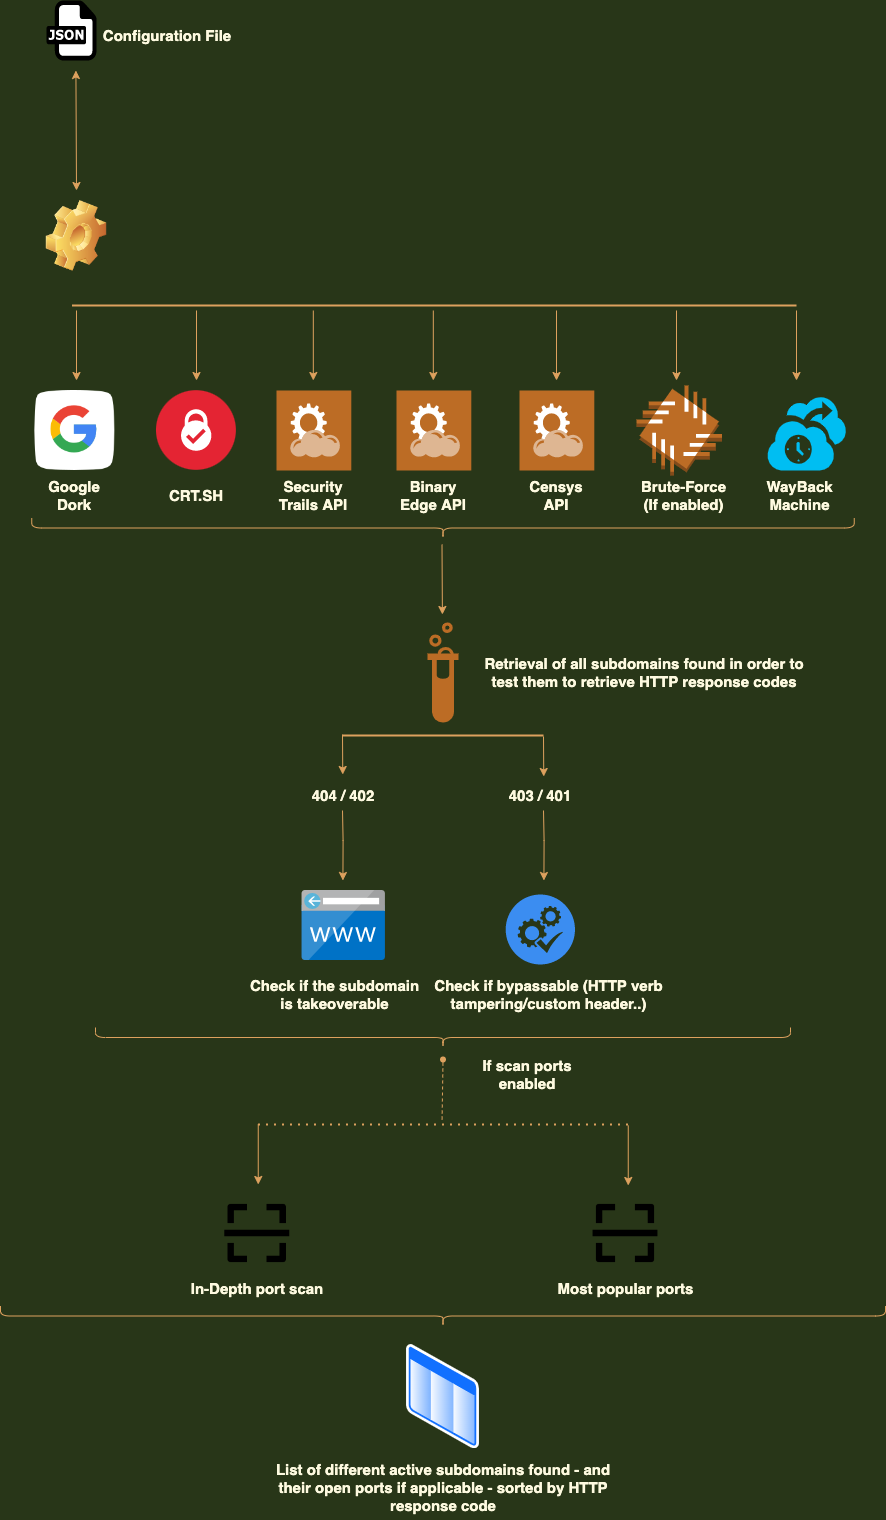 JSON
Configuration File
Google
Dork
CRT.SH
Security
Trails API
Binary
Edge API
Censys
API
Brute-Force
(If enabled)
WayBack
Machine
Retrieval of all subdomains found in order to
test them to retrieve HTTP response codes
404 / 402
403 / 401
WWW
Check if the subdomain
is takeoverable
Check if bypassable (HTTP verb
tampering/custom header..)
If scan ports
enabled
In-Depth port scan
Most popular ports
List of different active subdomains found - and
their open ports if applicable - sorted by HTTP
response code